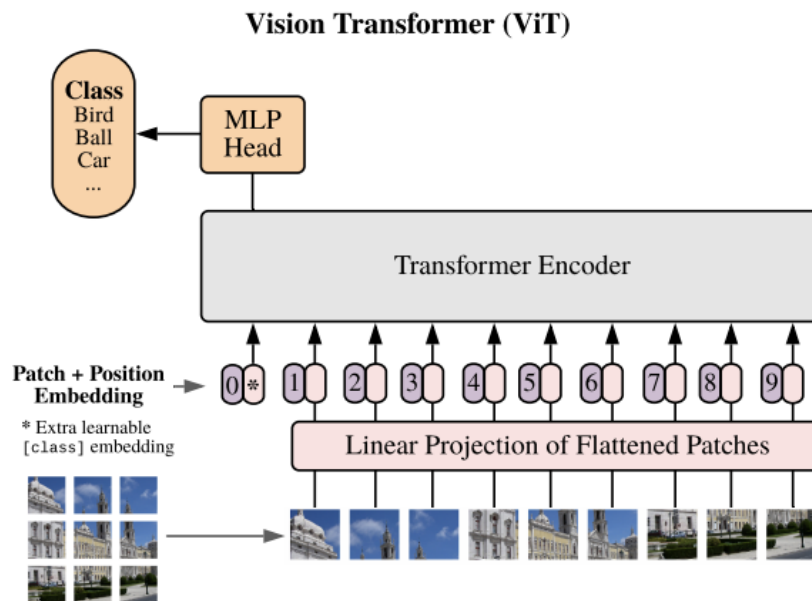 Vision Transformer (ViT)
Class
Bird
Ball
Car
...
MLP
Head
Transformer Encoder
Patch + Position
Embedding
0 * 1 2 3 4 5 6 7 8 9
* Extra learnable
[class] embedding
Linear Projection of Flattened Patches